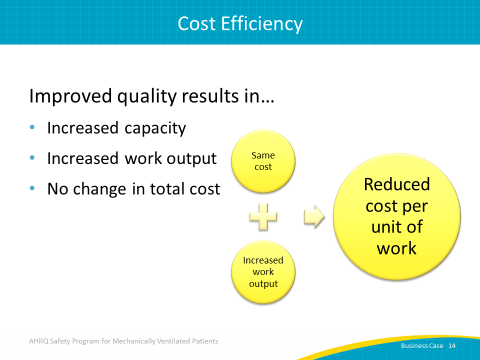 Cost Efficiency
Improved quality results in…
• Increased capacity
• Increased work output
• No change in total cost
Same
cost
Increased
work
output
Reduced
cost per
unit of
work
AHRQ Safety Program for Mechanically Ventilated Patients
Business Case 14